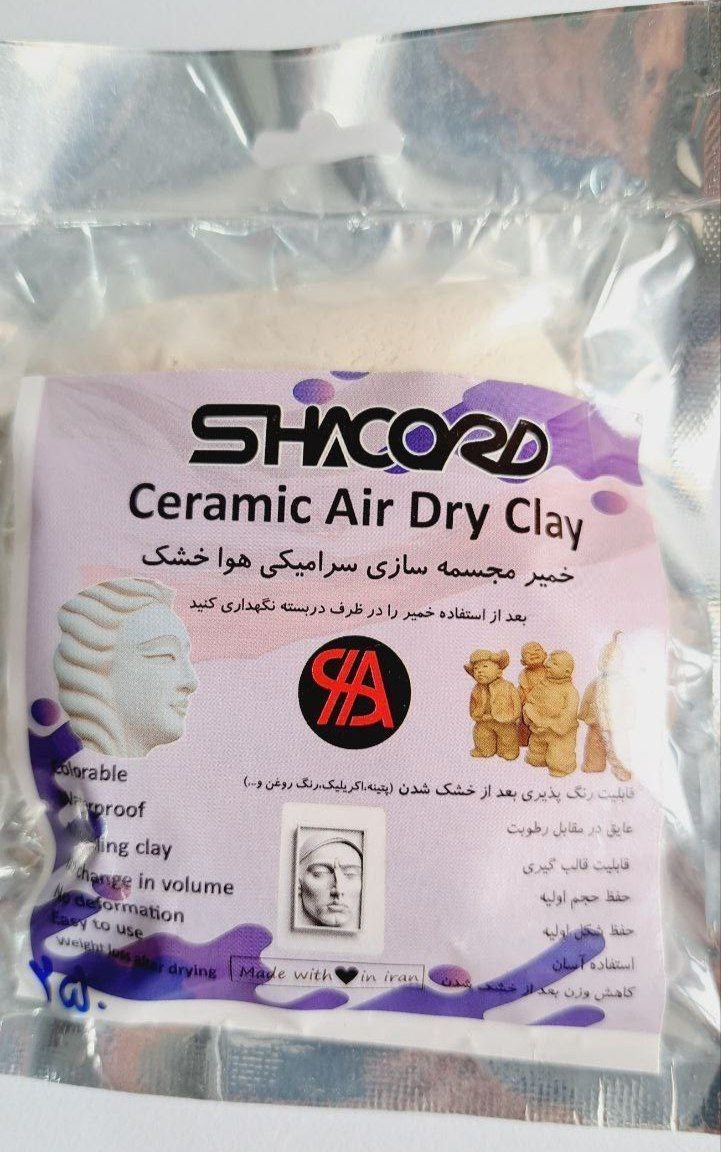 SHACORD
Ceramic Air Dry Clay
خمیر مجسمه سازی سرامیکی هوا خشک
بعد از استفاده خمیر را در ظرف دربسته نگهداری کنید
SHA
Colorable
قابلیت رنگ پذیری بعد از خشک شدن (پتینه،اکریلیک،رنگ روغن و...)
عایق در مقابل رطوبت
clay
قابلیت قالب گیری
change in volume
حفظ حجم اولیه
No deformation
حفظ شکل اولیه
Easy to use
استفاده آسان
Weight loss after drying
کاهش وزن بعد از خشک شدن
Made with in iran
۲۵۰